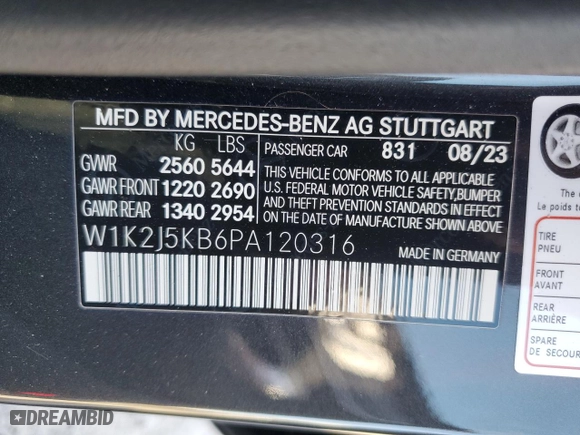 MFD BY MERCEDES-BENZ AG STUTTGART
KG LBS
GVWR 2560 5644
GAWR FRONT 1220 2690
GAWR REAR 1340 2954
PASSENGER CAR 831 08/23
THIS VEHICLE CONFORMS TO ALL APPLICABLE
U.S. FEDERAL MOTOR VEHICLE SAFETY, BUMPER
AND THEFT PREVENTION STANDARDS IN EFFECT
ON THE DATE OF MANUFACTURE SHOWN ABOVE
W1K2J5KB6PA120316
MADE IN GERMANY
The
Le poids
TIRE
PNEU
FRONT
AVANT
REAR
ARRIÈRE
SPARE
DE SECOUR
DREAMBID